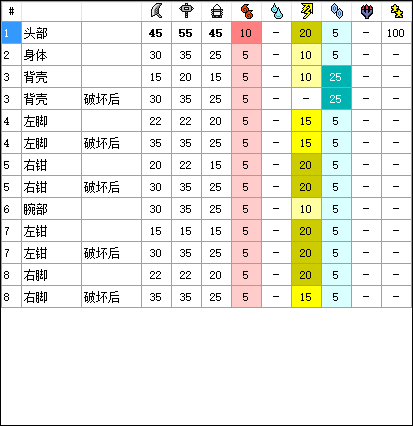 #
1 头部 45 55 45 10 － 20 5 － 100
2 身体 30 35 25 5 － 10 5 － －
3 背壳 15 20 15 5 － 10 25 － －
3 背壳 破坏后 30 35 25 5 － － 25 － －
4 左脚 22 22 20 5 － 15 5 － －
4 左脚 破坏后 35 35 25 5 － 15 5 － －
5 右钳 20 22 15 5 － 20 5 － －
5 右钳 破坏后 30 35 25 5 － 20 5 － －
6 腕部 30 35 25 5 － 10 5 － －
7 左钳 15 15 15 5 － 20 5 － －
7 左钳 破坏后 30 35 25 5 － 20 5 － －
8 右脚 22 22 20 5 － 20 5 － －
8 右脚 破坏后 35 35 25 5 － 15 5 － －